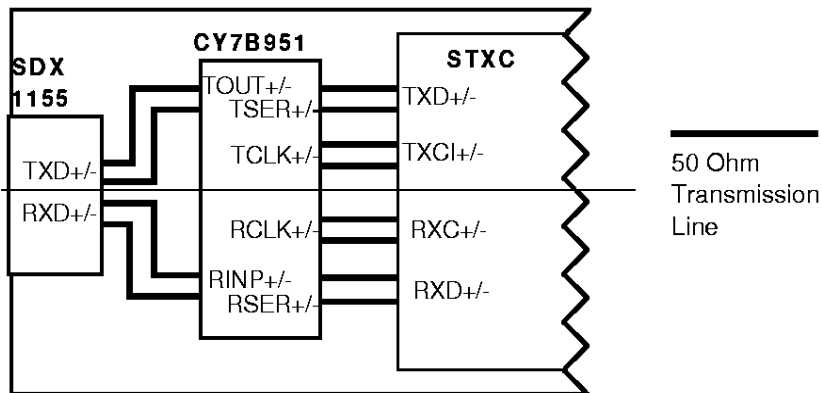 CY7B951
SDX
1155
STXC
TOUT+/-
TSER+/-
TXD+/-
TCLK+/-
TXCI+/-
TXD+/-
RXD+/-
RCLK+/-
RXC+/-
RINP+/-
RSER+/-
RXD+/-
50 Ohm
Transmission
Line